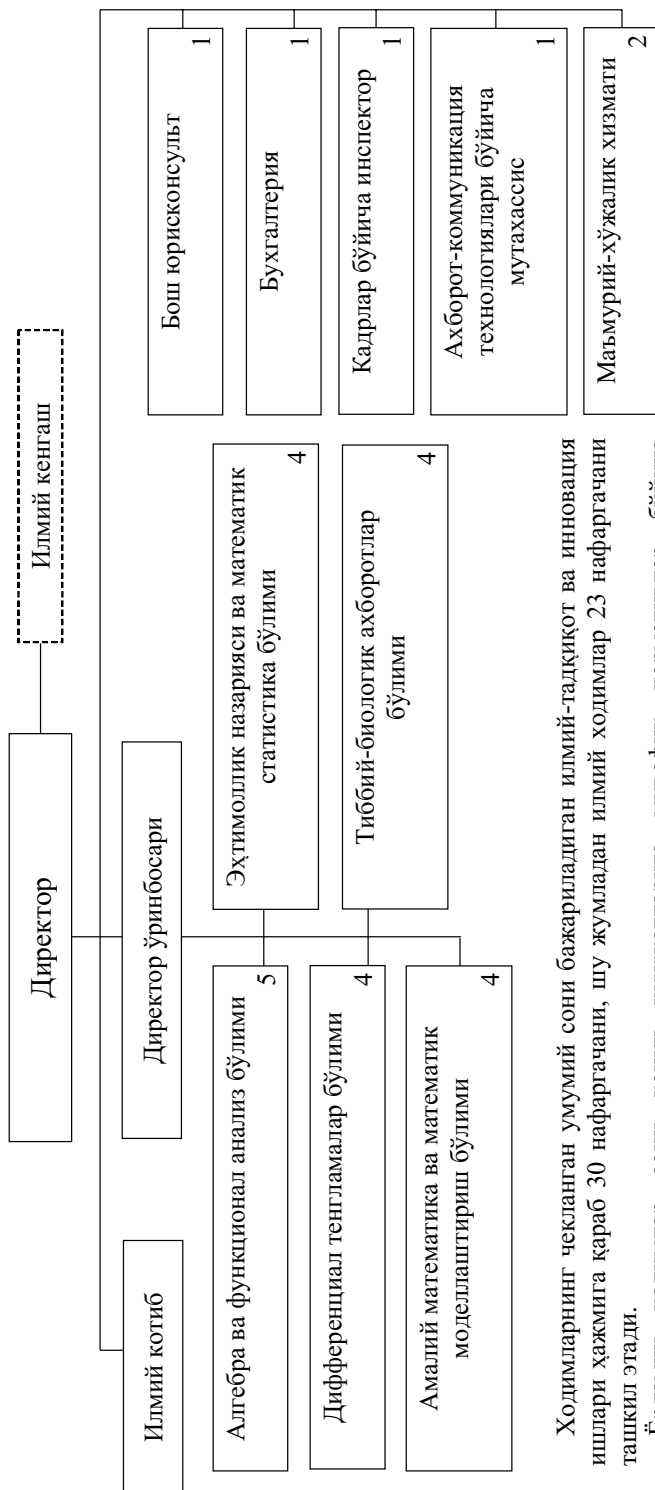 Директор
Илмий кенгаш
Илмий котиб
Директор ўринбосари
Алгебра ва функционал анализ бўлими
5
Дифференциал тенгламалар бўлими
4
Амалий математика ва математик
моделлаштириш бўлими
4
Эҳтимоллик назарияси ва математик
статистика бўлими
4
Тиббий-биологик ахборотлар
бўлими
4
Бош юрисконсульт
1
Бухгалтерия
1
Кадрлар бўйича инспектор
1
Ахборот-коммуникация
технологиялари бўйича
мутахассис
1
Маъмурий-хўжалик хизмати
2
Ходимларнинг чекланган умумий сони бажариладиган илмий-тадқиқот ва инновация
ишлари ҳажмига қараб 30 нафаргачани, шу жумладан илмий ходимлар 23 нафаргачани
ташкил этади.